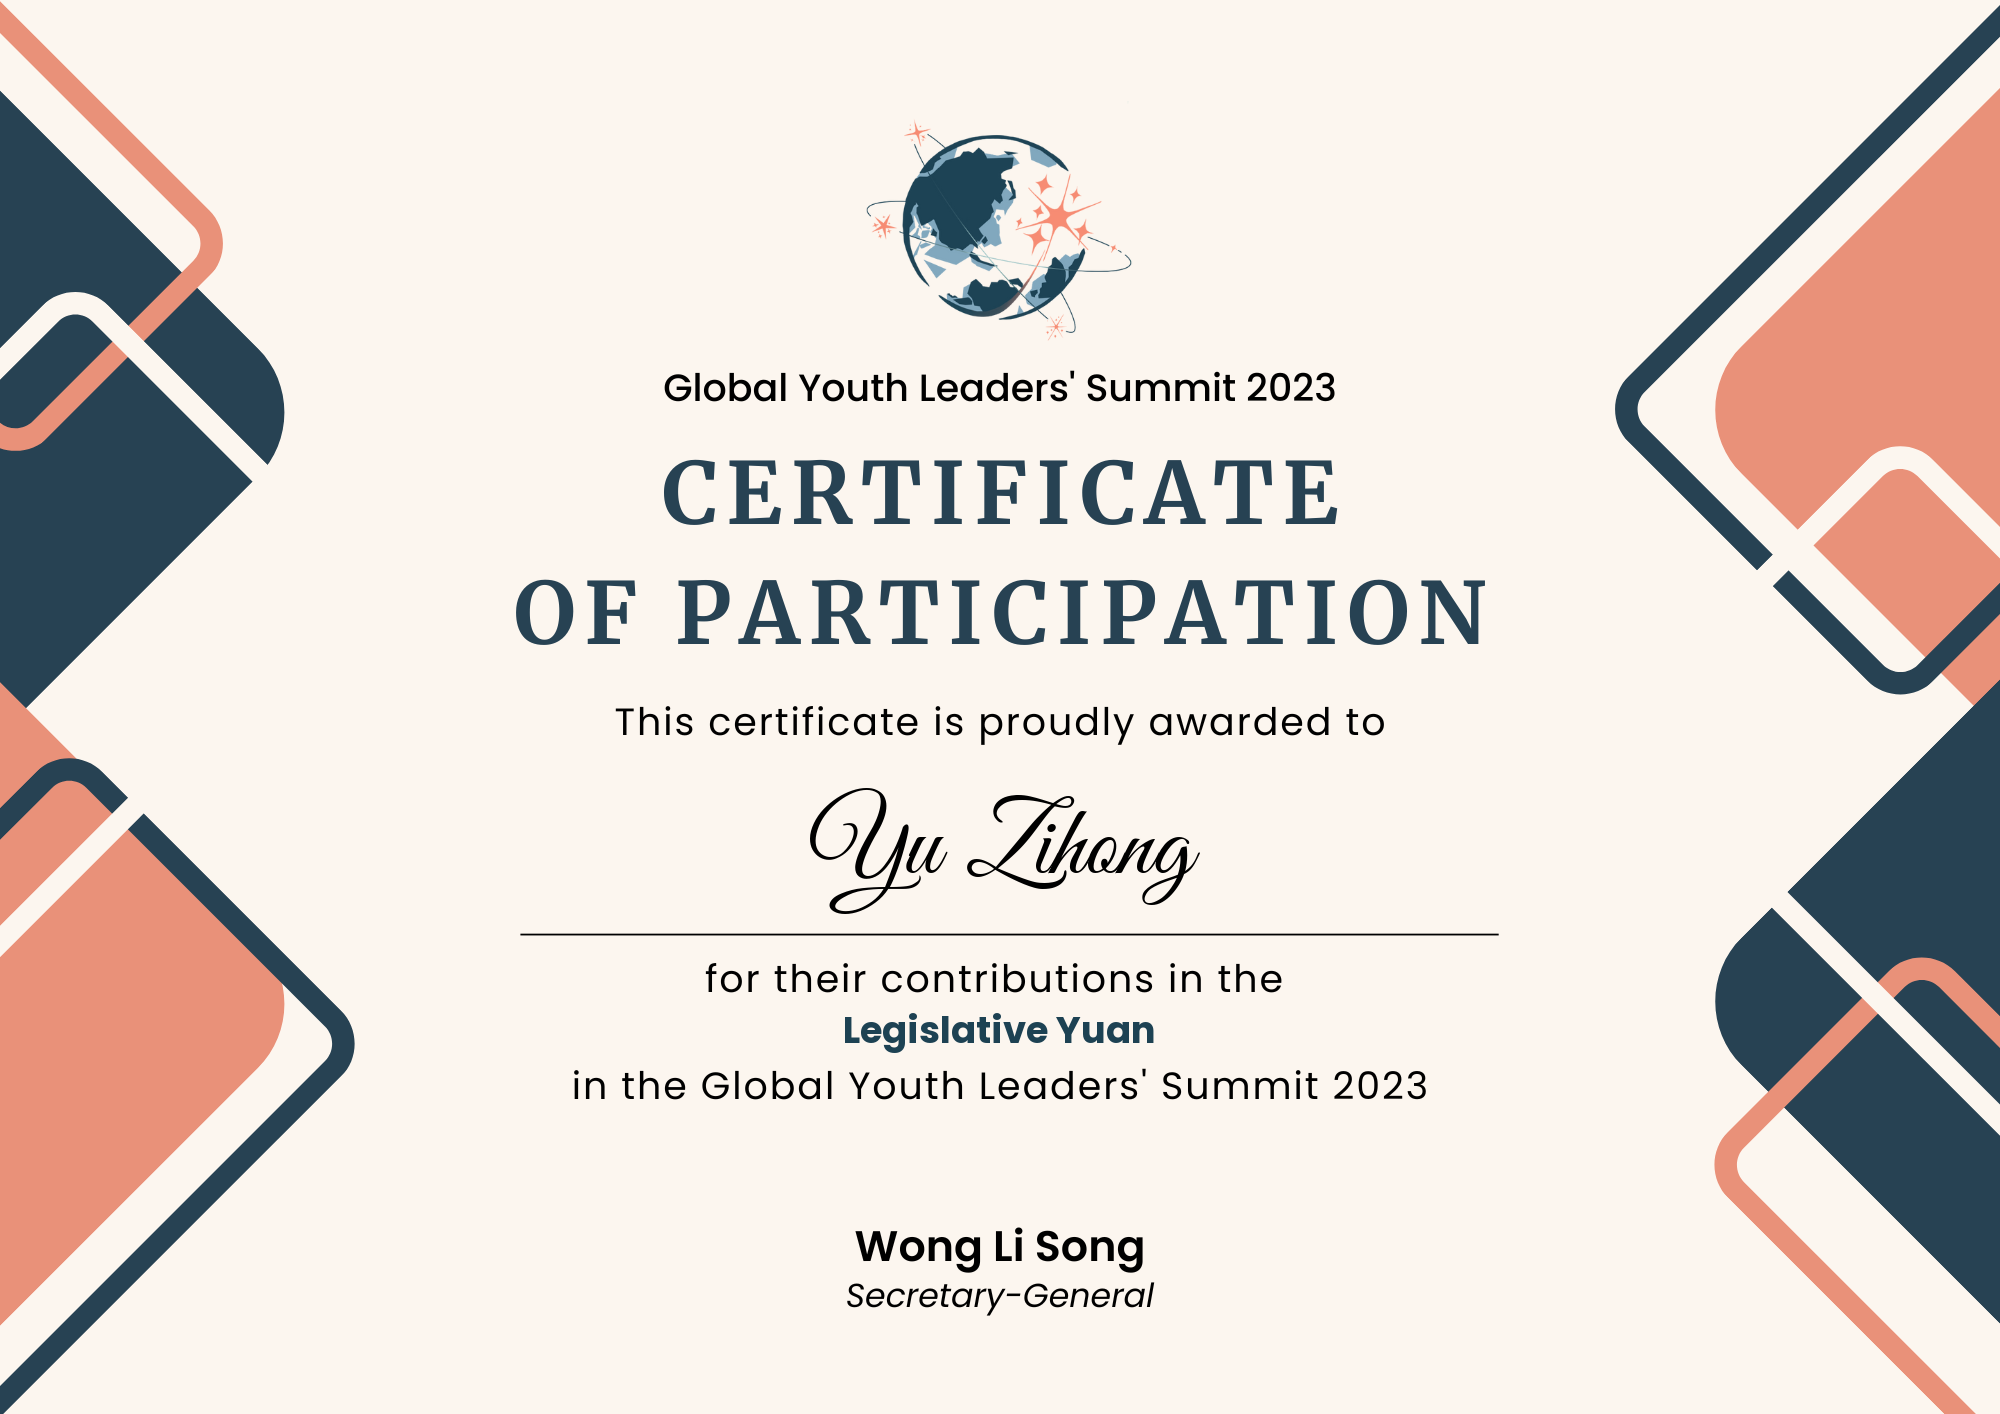 Global Youth Leaders' Summit 2023
CERTIFICATE
OF PARTICIPATION
This certificate is proudly awarded to
Yu Zihong
for their contributions in the
Legislative Yuan
in the Global Youth Leaders' Summit 2023
Wong Li Song
Secretary-General